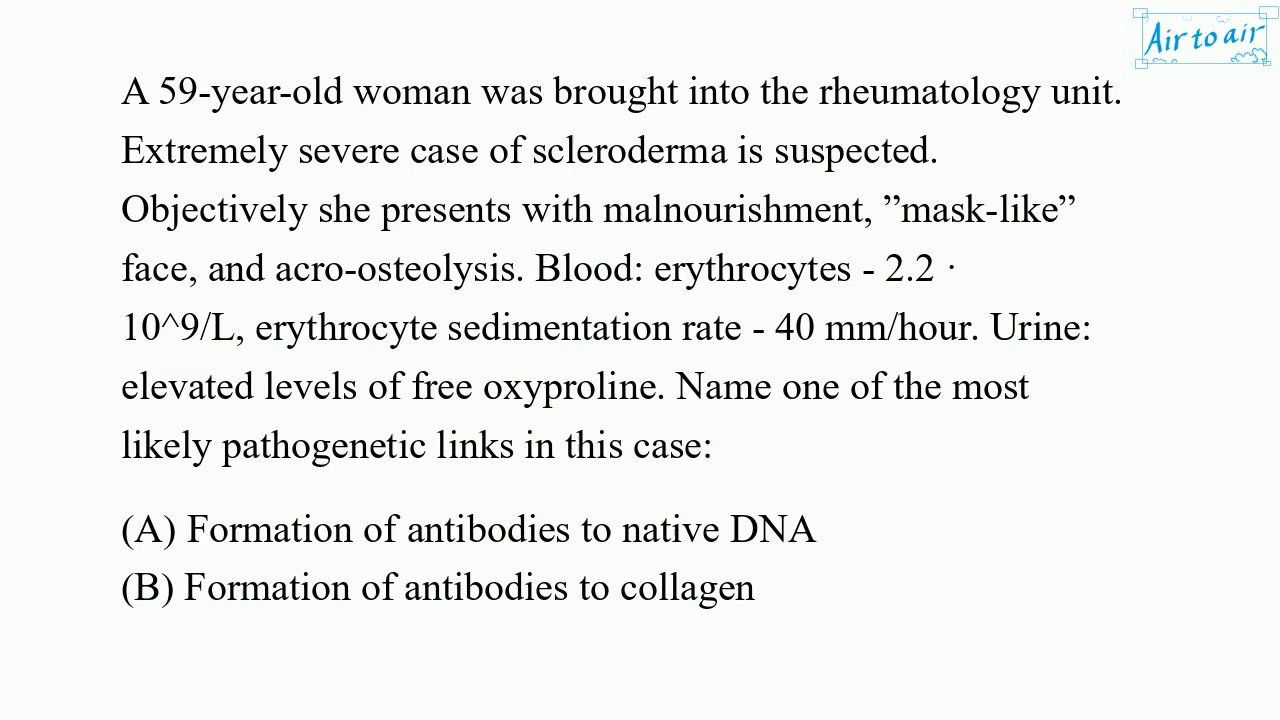 Air to air
A 59-year-old woman was brought into the rheumatology unit.
Extremely severe case of scleroderma is suspected.
Objectively she presents with malnourishment, ”mask-like”
face, and acro-osteolysis. Blood: erythrocytes - 2.2 ·
10^9/L, erythrocyte sedimentation rate - 40 mm/hour. Urine:
elevated levels of free oxyproline. Name one of the most
likely pathogenetic links in this case:
(A) Formation of antibodies to native DNA
(B) Formation of antibodies to collagen